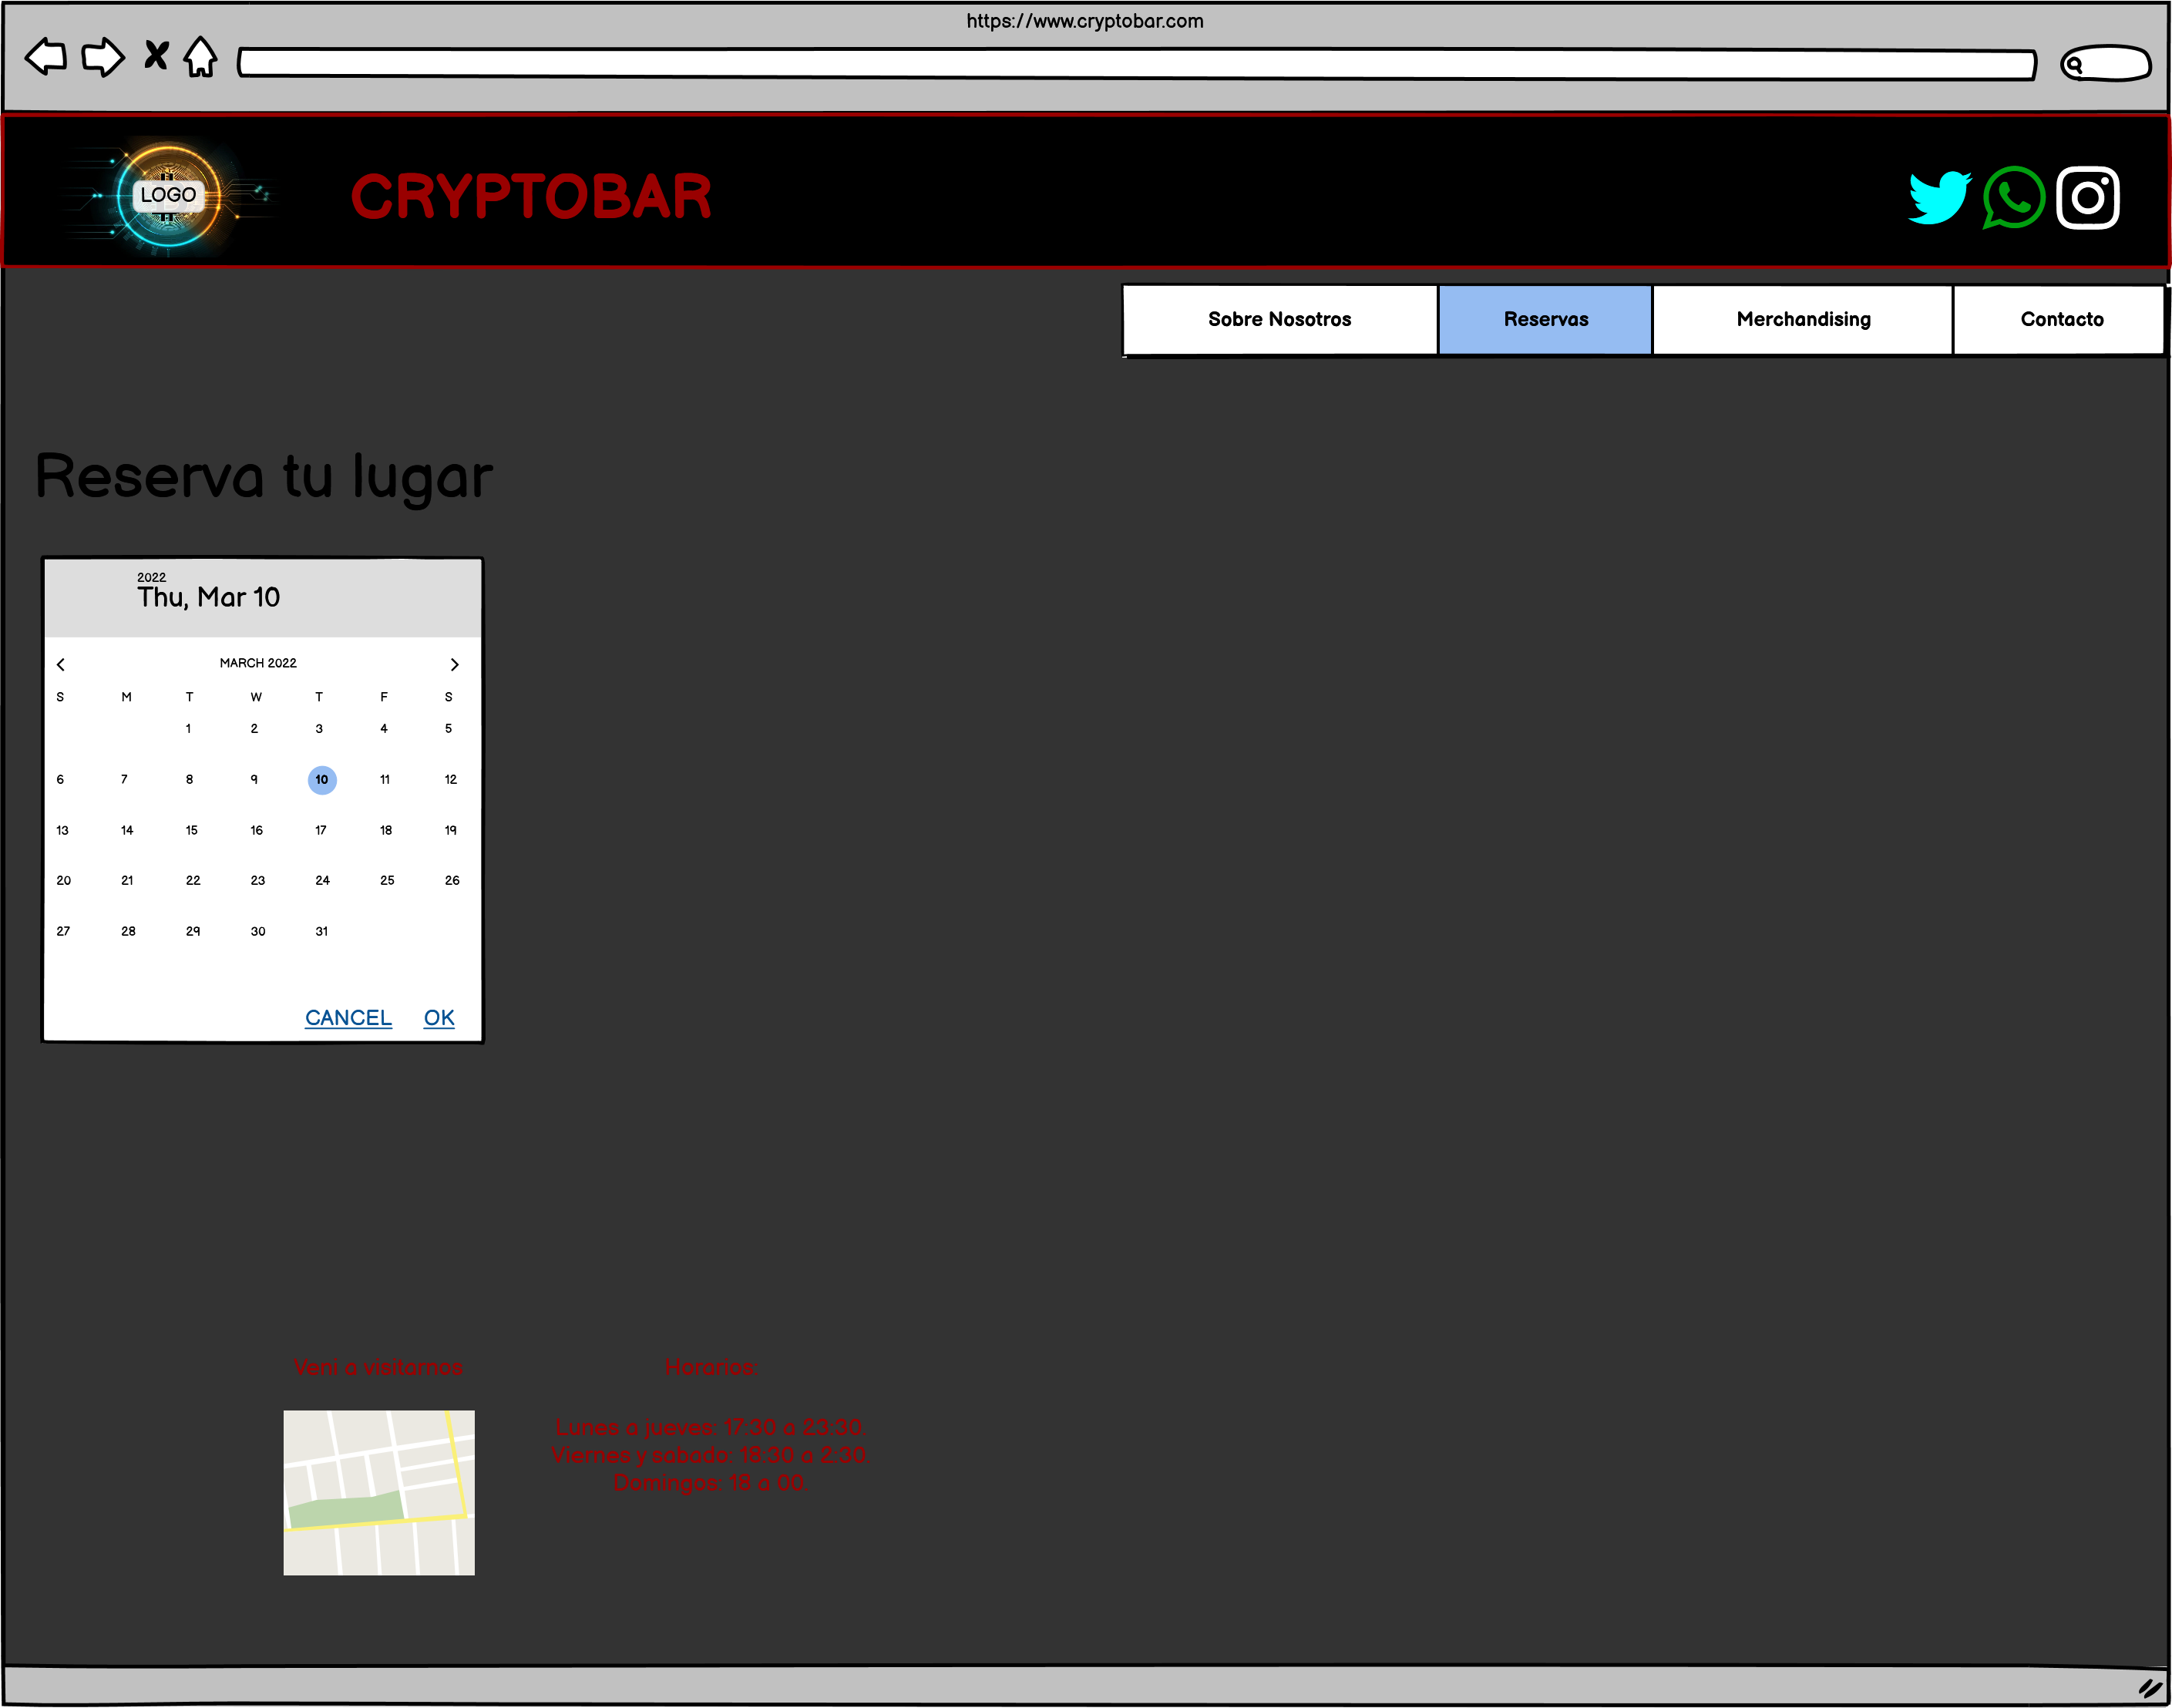 https://www.cryptobar.com
LOGO
CRYPTOBAR
Sobre Nosotros
Reservas
Merchandising
Contacto
Reserva tu lugar
2022
Thu, Mar 10
MARCH 2022
S M T W T F S
1 2 3 4 5
6 7 8 9 10 11 12
13 14 15 16 17 18 19
20 21 22 23 24 25 26
27 28 29 30 31
CANCEL OK
Veni a visitarnos
Horarios:
Lunes a jueves: 17:30 a 23:30.
Viernes y sabado: 18:30 a 2:30.
Domingos: 18 a 00.